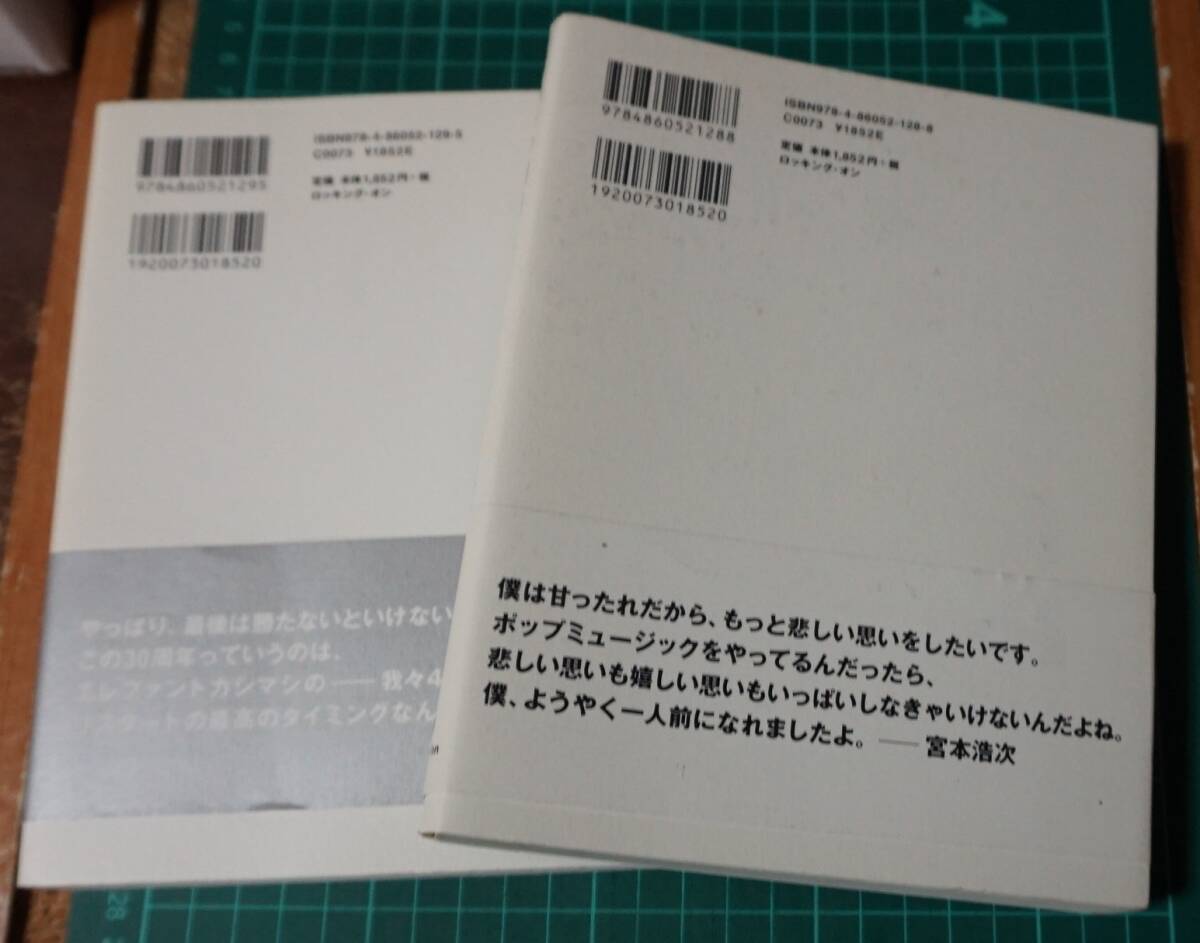 ISBN978-4-86052-129-5
C0073 ¥1852E
定価 本体1,852円+税
ロッキング・オン
9784860521295
1920073018520
やっぱり、最後は勝たないといけない
この30周年っていうのは、
エレファントカシマシの——我々4
リスタートの最高のタイミングなん
ISBN978-4-86052-128-8
C0073 ¥1852E
定価 本体1,852円+税
ロッキング・オン
9784860521288
1920073018520
僕は甘ったれだから、もっと悲しい思いをしたいです。
ポップミュージックをやってるんだったら、
悲しい思いも嬉しい思いもいっぱいしなきゃいけないんだよね。
僕、ようやく一人前になれましたよ。——宮本浩次
4
28